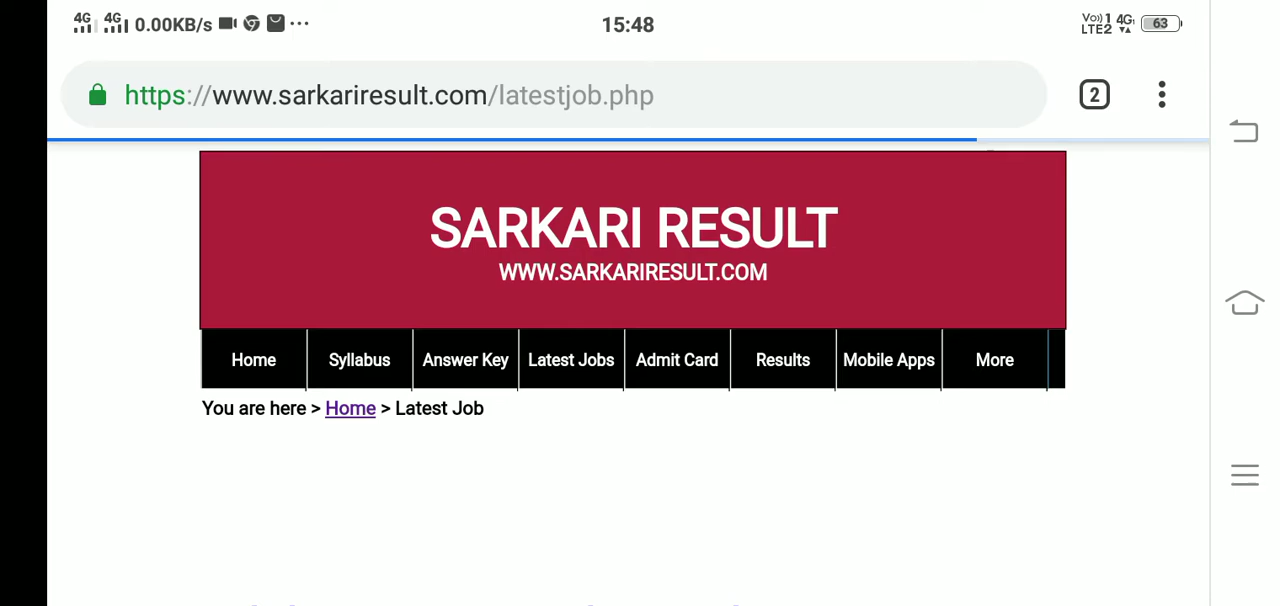 4G 4G 0.00KB/s ... 15:48 Vo) 1 LTE2 4G 63
https://www.sarkariresult.com/latestjob.php 2
SARKARI RESULT
WWW.SARKARIRESULT.COM
Home Syllabus Answer Key Latest Jobs Admit Card Results Mobile Apps More
You are here > Home > Latest Job